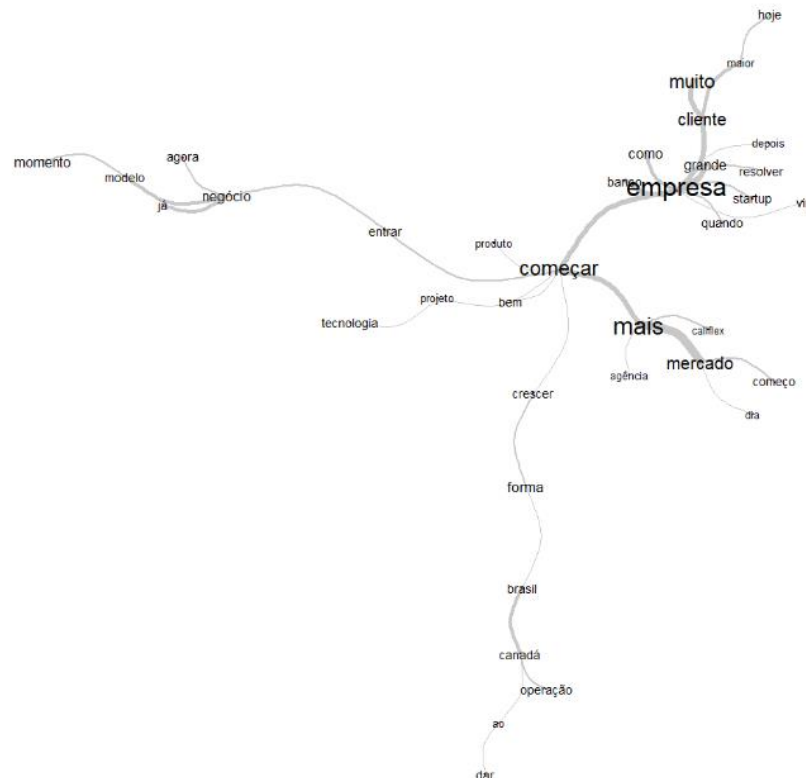 hoje
maior
muito
cliente
depois
como
grande
resolver
agora
momento
modelo
banco
empresa
negócio
startup
já
quando
entrar
produto
começar
projeto
bem
tecnologia
mais
callflex
mercado
agência
começo
crescer
dia
forma
brasil
canadá
operação
ao
dar